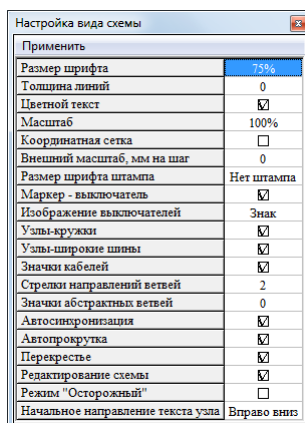 Настройка вида схемы
Применить
Размер шрифта 75%
Толщина линий 0
Цветной текст
Масштаб 100%
Координатная сетка
Внешний масштаб, мм на шаг 0
Размер шрифта штампа Нет штампа
Маркер - выключатель
Изображение выключателей Знак
Узлы-кружки
Узлы-широкие шины
Значки кабелей
Стрелки направлений ветвей 2
Значки абстрактных ветвей 0
Автосинхронизация
Автопрокрутка
Перекрестье
Редактирование схемы
Режим "Осторожный"
Начальное направление текста узла Вправо вниз